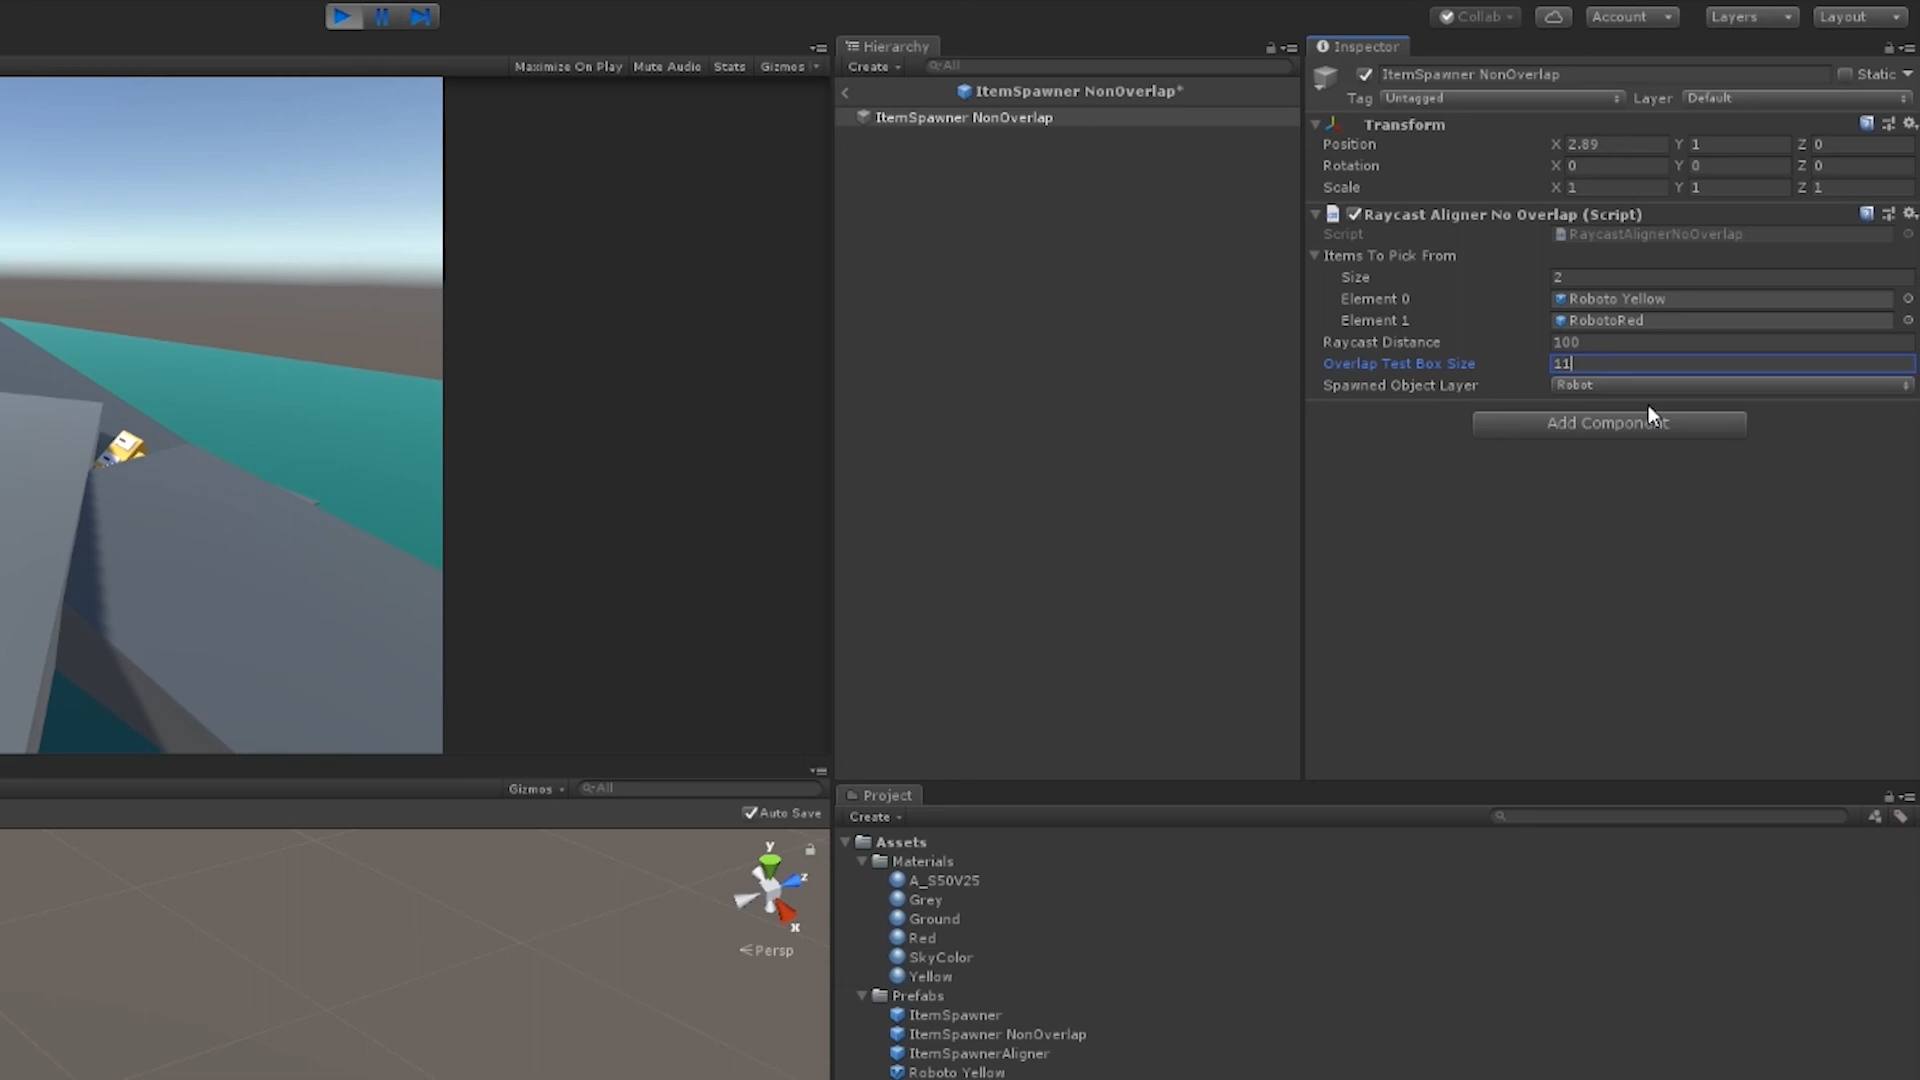 Collab
Account
Layers
Layout
Maximize On Play Mute Audio Stats Gizmos
Hierarchy
Create
All
ItemSpawner NonOverlap*
ItemSpawner NonOverlap
Inspector
ItemSpawner NonOverlap
Static
Tag Untagged Layer Default
Transform
Position X 2.89 Y 1 Z 0
Rotation X 0 Y 0 Z 0
Scale X 1 Y 1 Z 1
Raycast Aligner No Overlap (Script)
Script RaycastAlignerNoOverlap
Items To Pick From
Size 2
Element 0 Roboto Yellow
Element 1 RobotoRed
Raycast Distance 100
Overlap Test Box Size 11
Spawned Object Layer Robot
Add Component
Gizmos All
Auto Save
y
z
x
Persp
Project
Create
Assets
Materials
A_S50V25
Grey
Ground
Red
SkyColor
Yellow
Prefabs
ItemSpawner
ItemSpawner NonOverlap
ItemSpawnerAligner
Roboto Yellow